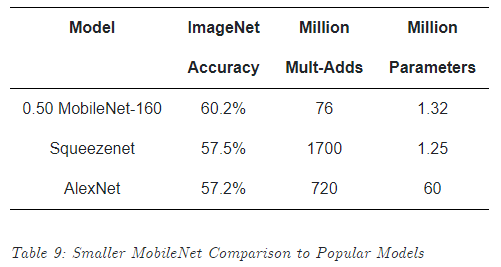 Model ImageNet Million Million
Accuracy Mult-Adds Parameters
0.50 MobileNet-160 60.2% 76 1.32
Squeezenet 57.5% 1700 1.25
AlexNet 57.2% 720 60
Table 9: Smaller MobileNet Comparison to Popular Models